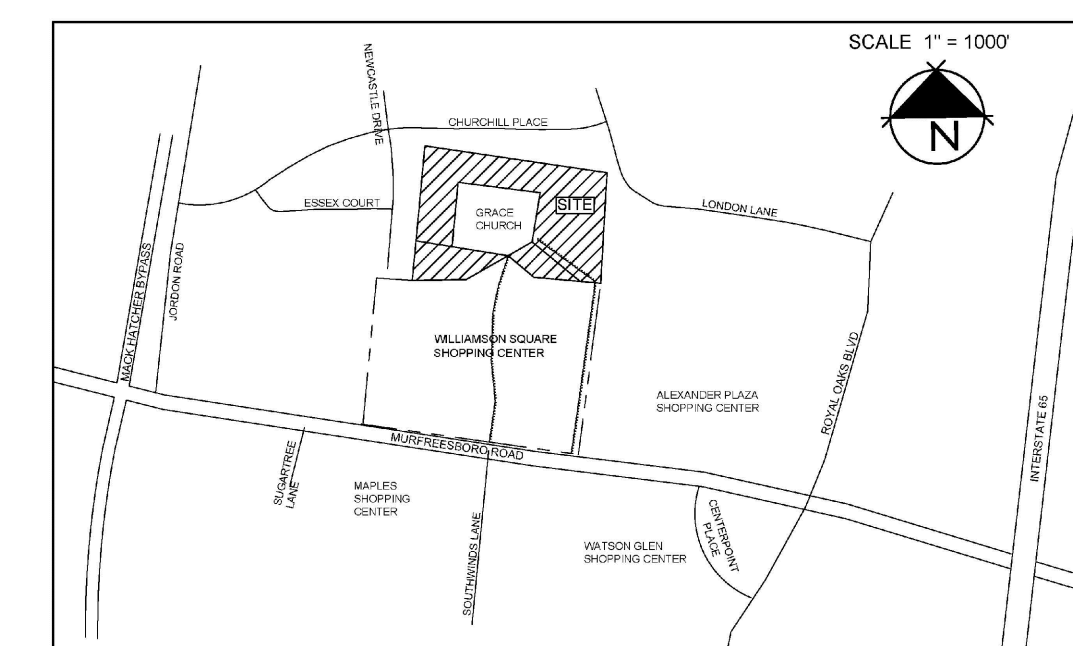 SCALE 1" = 1000'
N
NEWCASTLE DRIVE
CHURCHILL PLACE
ESSEX COURT
GRACE
CHURCH
SITE
LONDON LANE
MACK HATCHER BYPASS
JORDON ROAD
WILLIAMSON SQUARE
SHOPPING CENTER
ALEXANDER PLAZA
SHOPPING CENTER
ROYAL OAKS BLVD
INTERSTATE 65
MURFREESBORO ROAD
SUGARTREE
LANE
MAPLES
SHOPPING
CENTER
SOUTHWINDS LANE
WATSON GLEN
SHOPPING CENTER
CENTERPOINT
PLACE